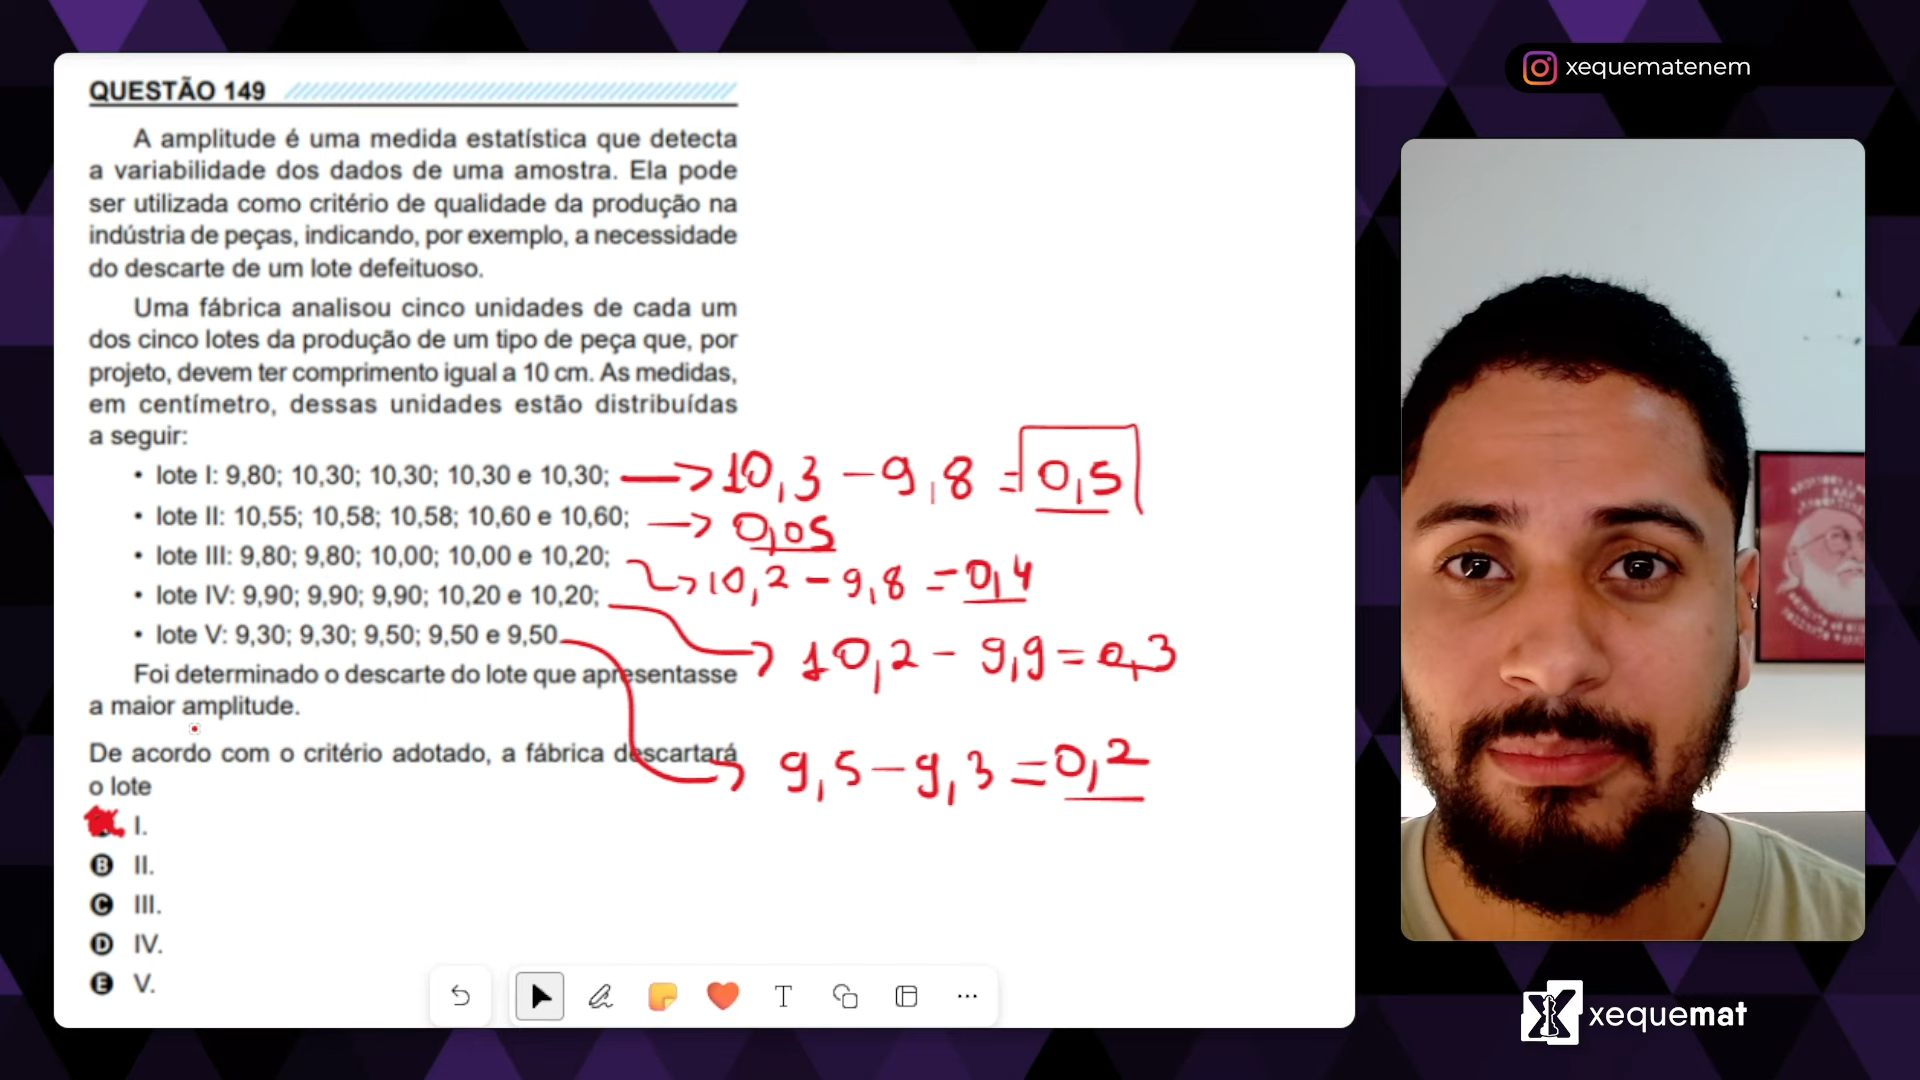 xequematenem
QUESTÃO 149
A amplitude é uma medida estatística que detecta
a variabilidade dos dados de uma amostra. Ela pode
ser utilizada como critério de qualidade da produção na
indústria de peças, indicando, por exemplo, a necessidade
do descarte de um lote defeituoso.
Uma fábrica analisou cinco unidades de cada um
dos cinco lotes da produção de um tipo de peça que, por
projeto, devem ter comprimento igual a 10 cm. As medidas,
em centímetro, dessas unidades estão distribuídas
a seguir:
• lote I: 9,80; 10,30; 10,30; 10,30 e 10,30; 10,3 - 9,8 = 0,5
• lote II: 10,55; 10,58; 10,58; 10,60 e 10,60; 0,05
• lote III: 9,80; 9,80; 10,00; 10,00 e 10,20; 10,2 - 9,8 = 0,4
• lote IV: 9,90; 9,90; 9,90; 10,20 e 10,20; 10,2 - 9,9 = 0,3
• lote V: 9,30; 9,30; 9,50; 9,50 e 9,50. 9,5 - 9,3 = 0,2
Foi determinado o descarte do lote que apresentasse
a maior amplitude.
De acordo com o critério adotado, a fábrica descartará
o lote
I.
B II.
C III.
D IV.
E V.
T
xequemat